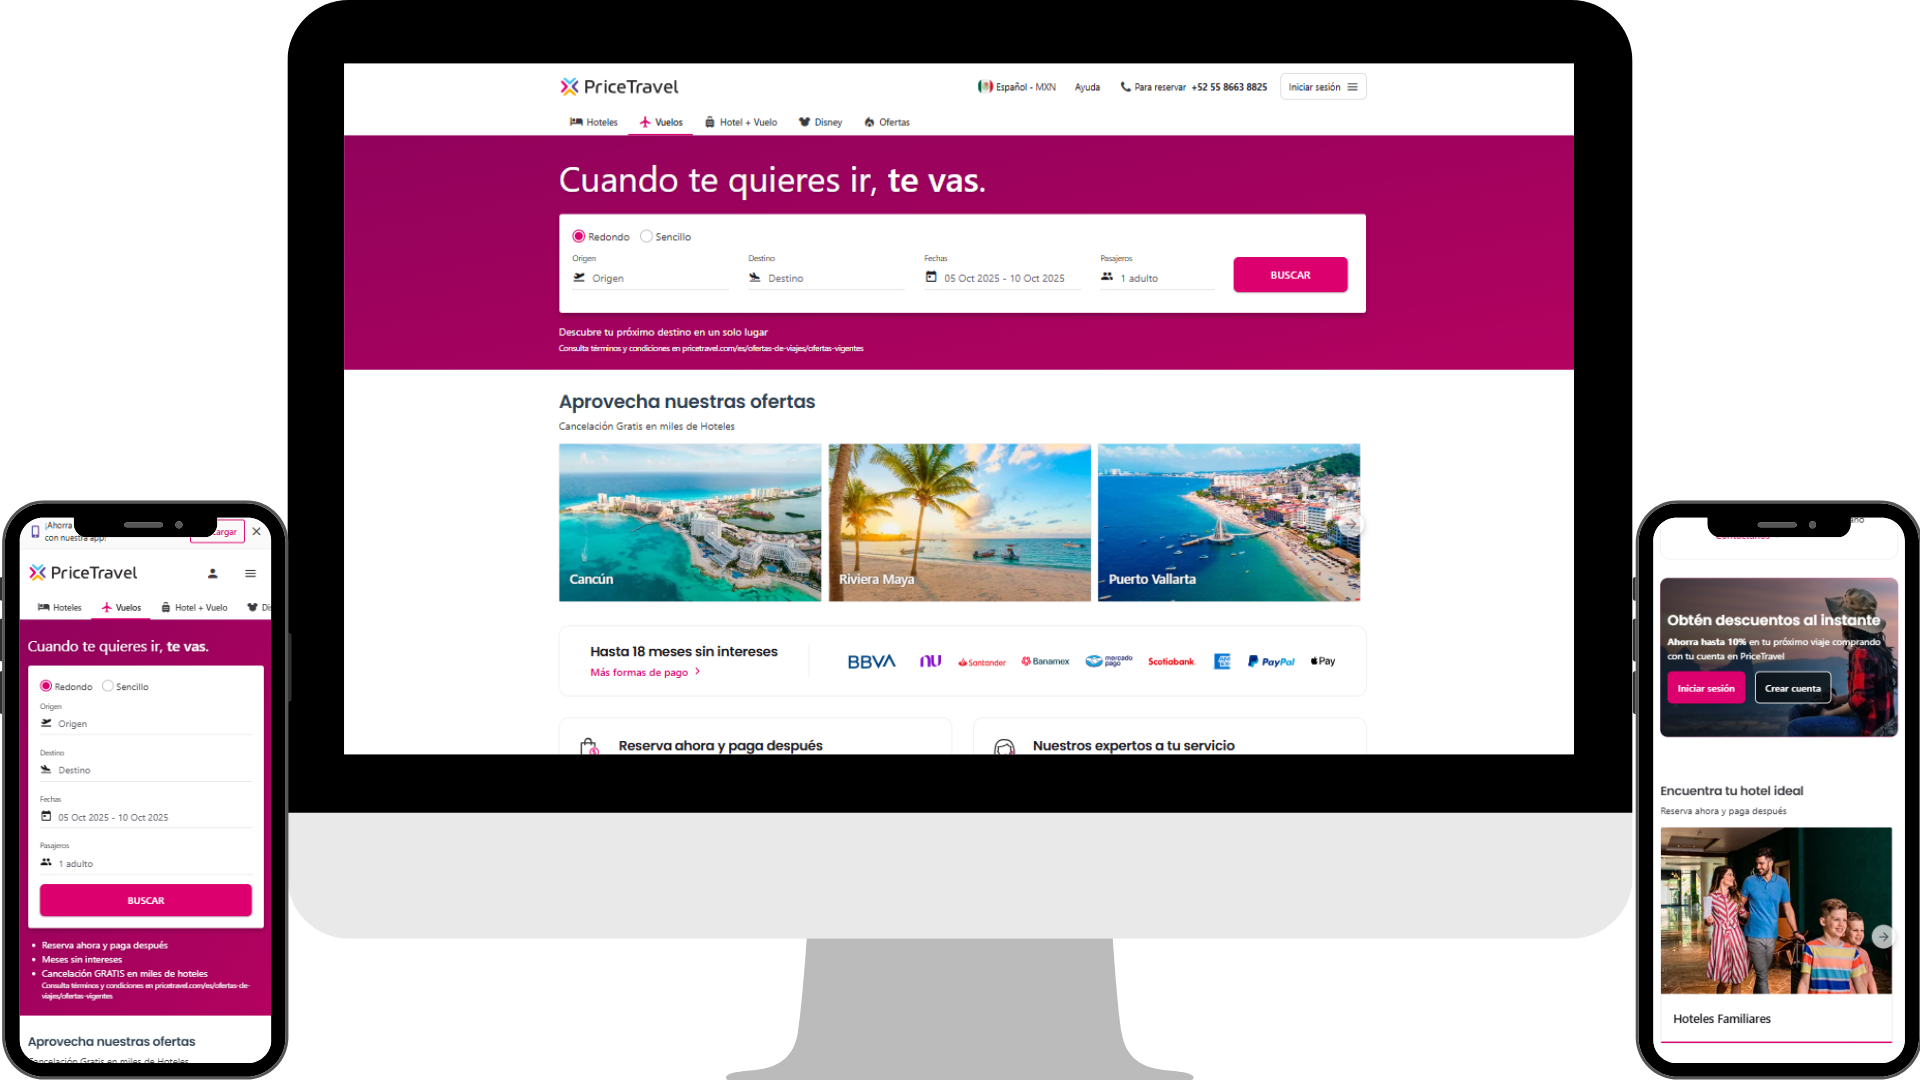 PriceTravel
Español - MXN
Ayuda
Para reservar +52 55 8663 8825
Iniciar sesión
Hoteles
Vuelos
Hotel + Vuelo
Disney
Ofertas
Cuando te quieres ir, te vas.
Redondo
Sencillo
Origen
Origen
Destino
Destino
Fechas
05 Oct 2025 - 10 Oct 2025
Pasajeros
1 adulto
BUSCAR
Descubre tu próximo destino en un solo lugar
Consulta términos y condiciones en pricetravel.com/es/ofertas-de-viajes/ofertas-vigentes
Aprovecha nuestras ofertas
Cancelación Gratis en miles de Hoteles
Cancún
Riviera Maya
Puerto Vallarta
Hasta 18 meses sin intereses
Más formas de pago
BBVA
nu
Santander
Banamex
mercado
pago
Scotiabank
PayPal
Pay
Reserva ahora y paga después
Nuestros expertos a tu servicio
¡Ahorra
con nuestra app!
PriceTravel
Hoteles
Vuelos
Hotel + Vuelo
Cuando te quieres ir, te vas.
Redondo
Sencillo
Origen
Origen
Destino
Destino
Fechas
05 Oct 2025 - 10 Oct 2025
Pasajeros
1 adulto
BUSCAR
Reserva ahora y paga después
Meses sin intereses
Cancelación GRATIS en miles de hoteles
Consulta términos y condiciones en pricetravel.com/es/ofertas-de-
viajes/ofertas-vigentes
Aprovecha nuestras ofertas
Cancelación Gratis en miles de Hoteles
Obtén descuentos al instante
Ahorra hasta 10% en tu próximo viaje comprando
con tu cuenta en PriceTravel
Iniciar sesión
Crear cuenta
Encuentra tu hotel ideal
Reserva ahora y paga después
Hoteles Familiares